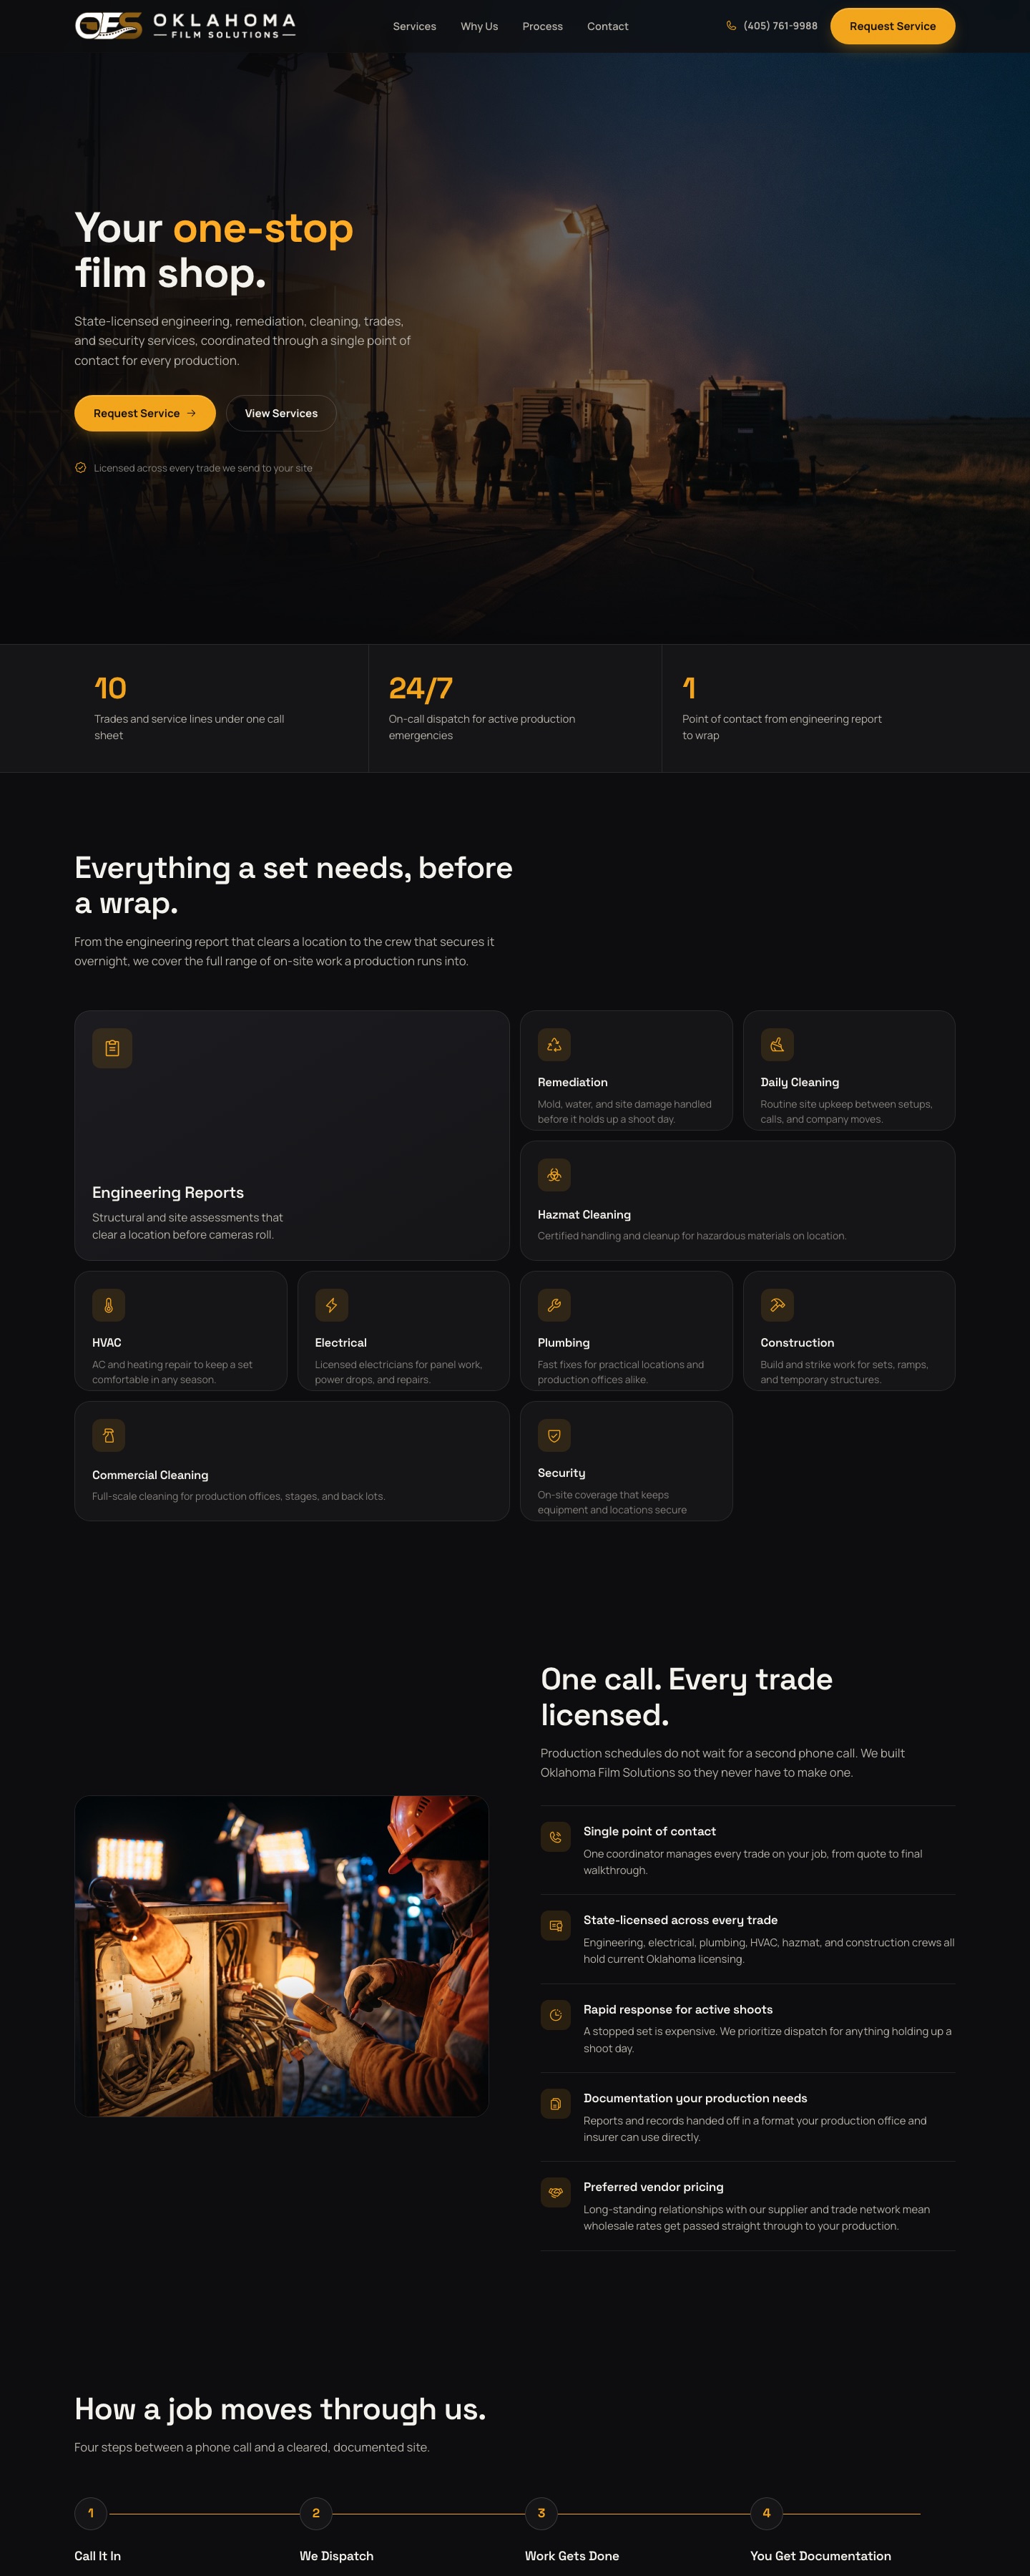 OFS OKLAHOMA
FILM SOLUTIONS
Services Why Us Process Contact
(405) 761-9988
Request Service
Your one-stop
film shop.
State-licensed engineering, remediation, cleaning, trades,
and security services, coordinated through a single point of
contact for every production.
Request Service →
View Services
Licensed across every trade we send to your site
10
Trades and service lines under one call
sheet
24/7
On-call dispatch for active production
emergencies
1
Point of contact from engineering report
to wrap
Everything a set needs, before
a wrap.
From the engineering report that clears a location to the crew that secures it
overnight, we cover the full range of on-site work a production runs into.
Engineering Reports
Structural and site assessments that
clear a location before cameras roll.
Remediation
Mold, water, and site damage handled
before it holds up a shoot day.
Daily Cleaning
Routine site upkeep between setups,
calls, and company moves.
Hazmat Cleaning
Certified handling and cleanup for hazardous materials on location.
HVAC
AC and heating repair to keep a set
comfortable in any season.
Electrical
Licensed electricians for panel work,
power drops, and repairs.
Plumbing
Fast fixes for practical locations and
production offices alike.
Construction
Build and strike work for sets, ramps,
and temporary structures.
Commercial Cleaning
Full-scale cleaning for production offices, stages, and back lots.
Security
On-site coverage that keeps
equipment and locations secure
One call. Every trade
licensed.
Production schedules do not wait for a second phone call. We built
Oklahoma Film Solutions so they never have to make one.
Single point of contact
One coordinator manages every trade on your job, from quote to final
walkthrough.
State-licensed across every trade
Engineering, electrical, plumbing, HVAC, hazmat, and construction crews all
hold current Oklahoma licensing.
Rapid response for active shoots
A stopped set is expensive. We prioritize dispatch for anything holding up a
shoot day.
Documentation your production needs
Reports and records handed off in a format your production office and
insurer can use directly.
Preferred vendor pricing
Long-standing relationships with our supplier and trade network mean
wholesale rates get passed straight through to your production.
How a job moves through us.
Four steps between a phone call and a cleared, documented site.
1
2
3
4
Call It In
We Dispatch
Work Gets Done
You Get Documentation